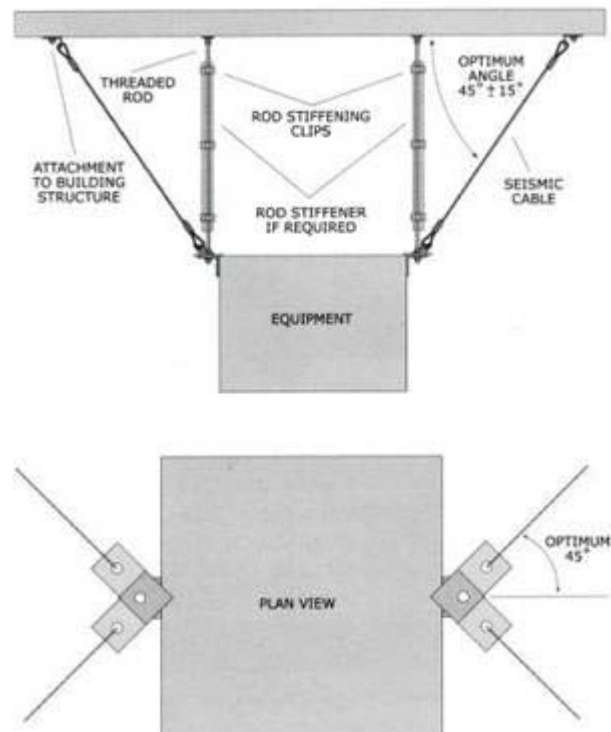 THREADED
ROD
ROD STIFFENING
CLIPS
OPTIMUM
ANGLE
45° ± 15°
ATTACHMENT
TO BUILDING
STRUCTURE
ROD STIFFENER
IF REQUIRED
SEISMIC
CABLE
EQUIPMENT
OPTIMUM
45°
PLAN VIEW